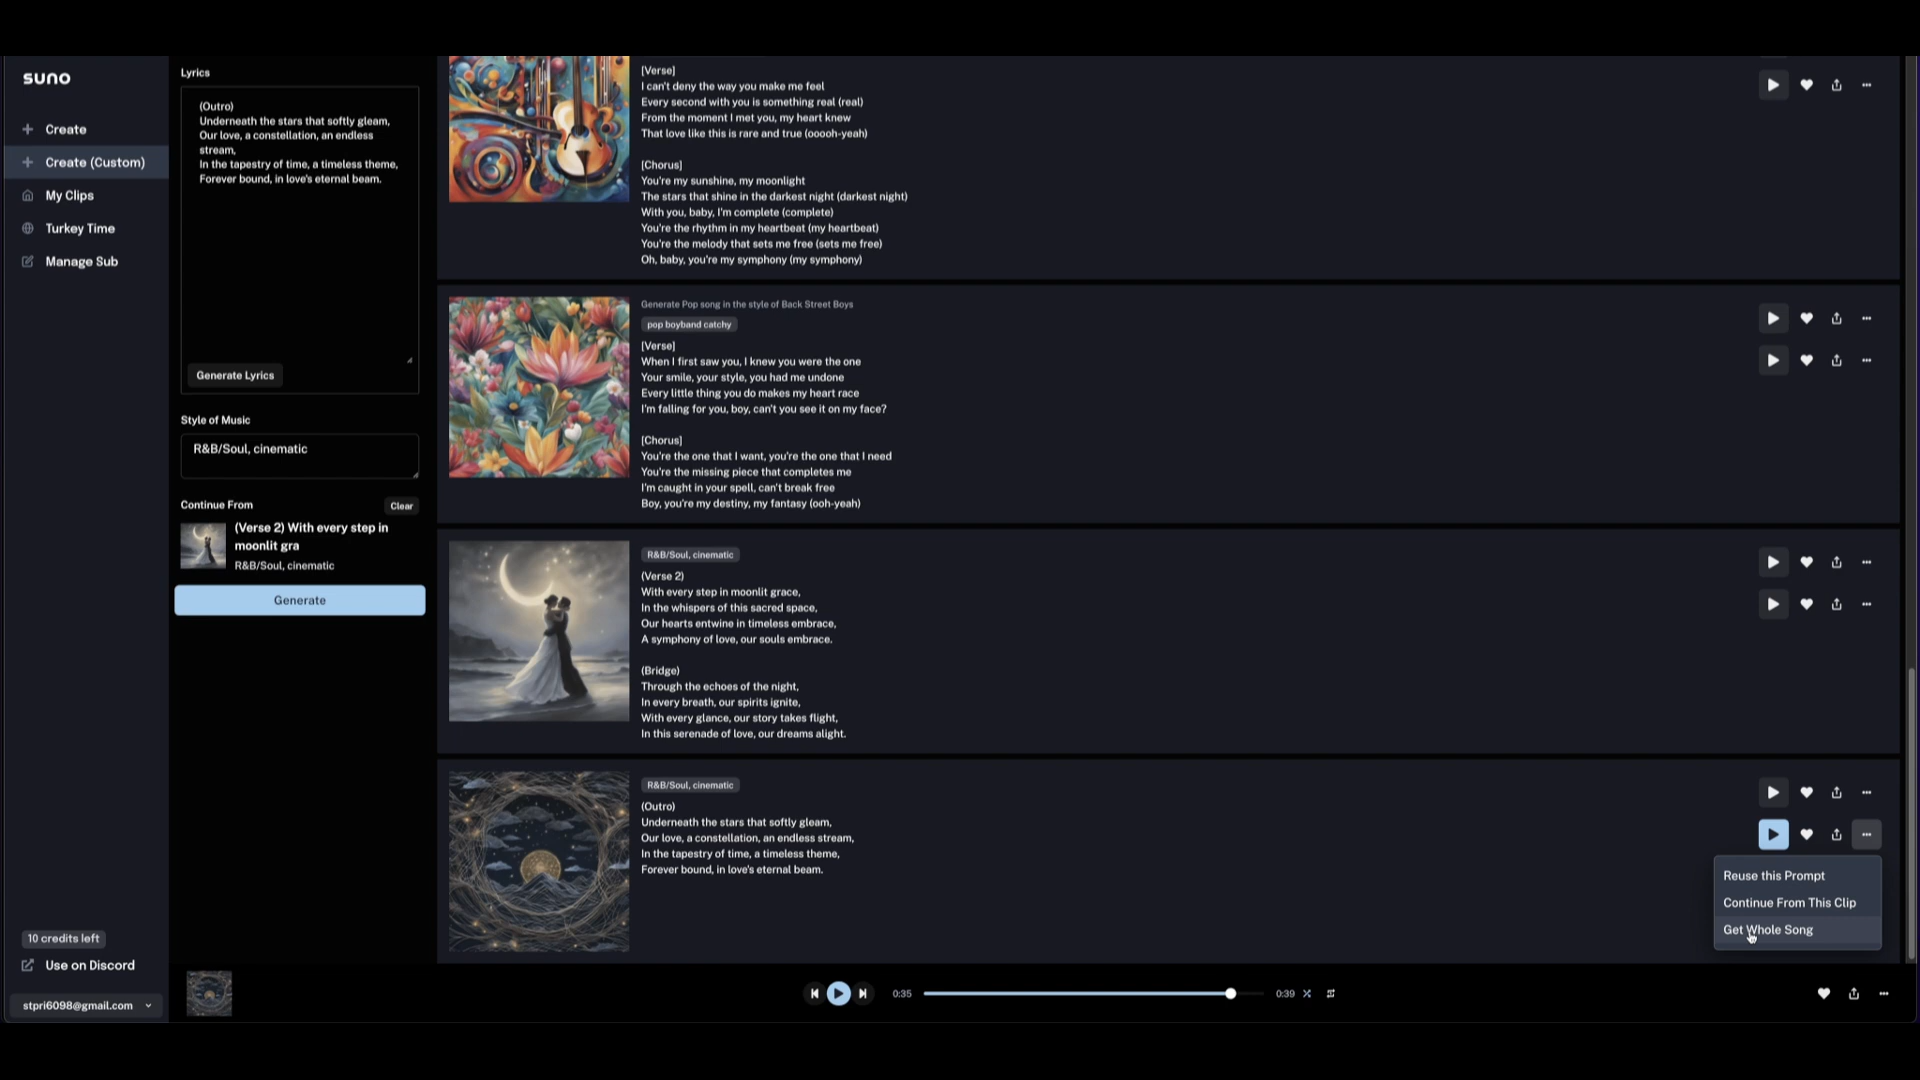 suno
Create
Create (Custom)
My Clips
Turkey Time
Manage Sub
10 credits left
Use on Discord
stpri6098@gmail.com
Lyrics
(Outro)
Underneath the stars that softly gleam,
Our love, a constellation, an endless
stream,
In the tapestry of time, a timeless theme,
Forever bound, in love's eternal beam.
Generate Lyrics
Style of Music
R&B/Soul, cinematic
Continue From
Clear
(Verse 2) With every step in
moonlit gra
R&B/Soul, cinematic
Generate
[Verse]
I can't deny the way you make me feel
Every second with you is something real (real)
From the moment I met you, my heart knew
That love like this is rare and true (ooooh-yeah)
[Chorus]
You're my sunshine, my moonlight
The stars that shine in the darkest night (darkest night)
With you, baby, I'm complete (complete)
You're the rhythm in my heartbeat (my heartbeat)
You're the melody that sets me free (sets me free)
Oh, baby, you're my symphony (my symphony)
Generate Pop song in the style of Back Street Boys
pop boyband catchy
[Verse]
When I first saw you, I knew you were the one
Your smile, your style, you had me undone
Every little thing you do makes my heart race
I'm falling for you, boy, can't you see it on my face?
[Chorus]
You're the one that I want, you're the one that I need
You're the missing piece that completes me
I'm caught in your spell, can't break free
Boy, you're my destiny, my fantasy (ooh-yeah)
R&B/Soul, cinematic
(Verse 2)
With every step in moonlit grace,
In the whispers of this sacred space,
Our hearts entwine in timeless embrace,
A symphony of love, our souls embrace.
(Bridge)
Through the echoes of the night,
In every breath, our spirits ignite,
With every glance, our story takes flight,
In this serenade of love, our dreams alight.
R&B/Soul, cinematic
(Outro)
Underneath the stars that softly gleam,
Our love, a constellation, an endless stream,
In the tapestry of time, a timeless theme,
Forever bound, in love's eternal beam.
Reuse this Prompt
Continue From This Clip
Get Whole Song
0:35
0:39